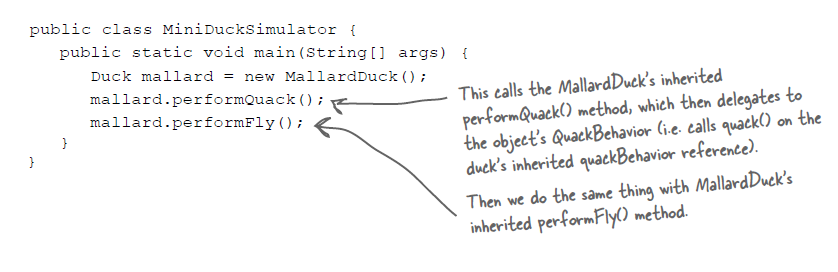 public class MiniDuckSimulator {
public static void main(String[] args) {
Duck mallard = new MallardDuck();
mallard.performQuack();
mallard.performFly();
}
}
This calls the MallardDuck's inherited
performQuack() method, which then delegates to
the object's QuackBehavior (i.e. calls quack() on the
duck's inherited quackBehavior reference).
Then we do the same thing with MallardDuck's
inherited performFly() method.